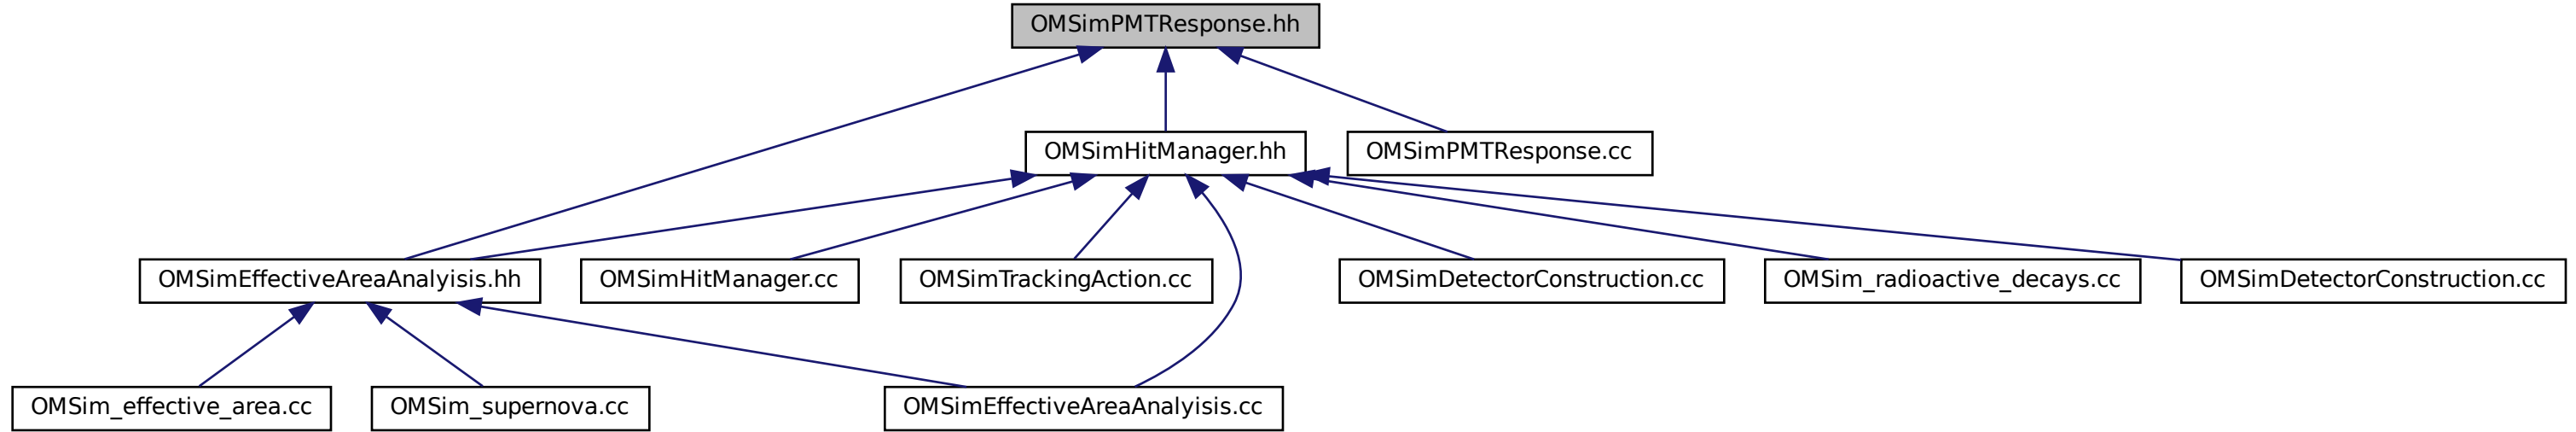 OMSimPMTResponse.hh
OMSimHitManager.hh
OMSimPMTResponse.cc
OMSimEffectiveAreaAnalyisis.hh
OMSimHitManager.cc
OMSimTrackingAction.cc
OMSimDetectorConstruction.cc
OMSim_radioactive_decays.cc
OMSimDetectorConstruction.cc
OMSim_effective_area.cc
OMSim_supernova.cc
OMSimEffectiveAreaAnalyisis.cc